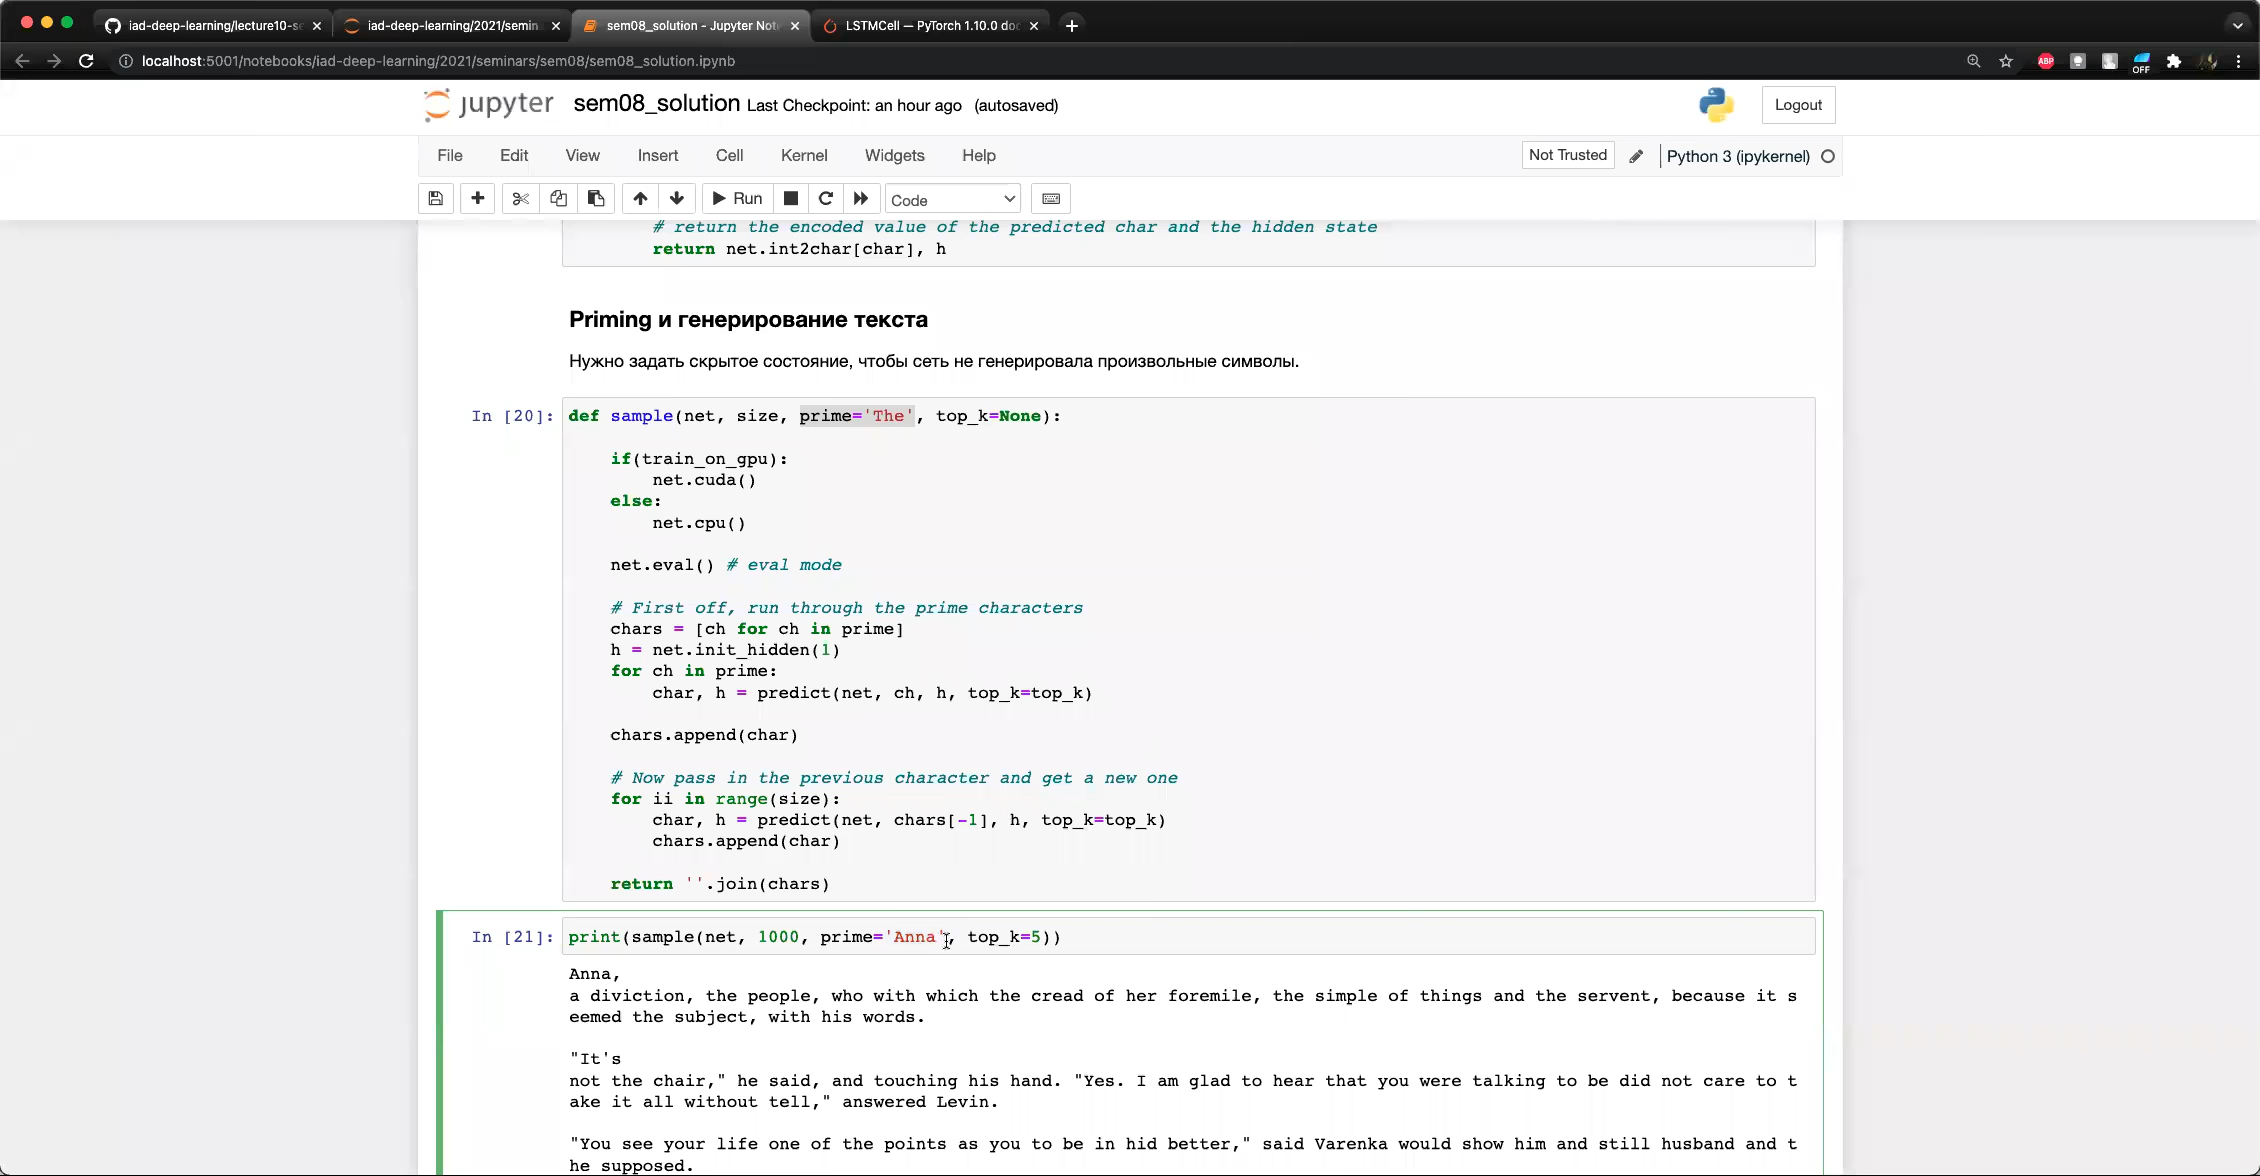 iad-deep-learning/lecture10-se
iad-deep-learning/2021/semin
sem08_solution - Jupyter Not
LSTMCell — PyTorch 1.10.0 doc
localhost:5001/notebooks/iad-deep-learning/2021/seminars/sem08/sem08_solution.ipynb
ABP
OFF
jupyter sem08_solution Last Checkpoint: an hour ago (autosaved)
Logout
File Edit View Insert Cell Kernel Widgets Help
Not Trusted
Python 3 (ipykernel)
Run
Code
# return the encoded value of the predicted char and the hidden state
return net.int2char[char], h
Priming и генерирование текста
Нужно задать скрытое состояние, чтобы сеть не генерировала произвольные символы.
In [20]: def sample(net, size, prime='The', top_k=None):
if(train_on_gpu):
net.cuda()
else:
net.cpu()
net.eval() # eval mode
# First off, run through the prime characters
chars = [ch for ch in prime]
h = net.init_hidden(1)
for ch in prime:
char, h = predict(net, ch, h, top_k=top_k)
chars.append(char)
# Now pass in the previous character and get a new one
for ii in range(size):
char, h = predict(net, chars[-1], h, top_k=top_k)
chars.append(char)
return ''.join(chars)
In [21]: print(sample(net, 1000, prime='Anna', top_k=5))
Anna,
a diviction, the people, who with which the cread of her foremile, the simple of things and the servent, because it s
eemed the subject, with his words.
"It's
not the chair," he said, and touching his hand. "Yes. I am glad to hear that you were talking to be did not care to t
ake it all without tell," answered Levin.
"You see your life one of the points as you to be in hid better," said Varenka would show him and still husband and t
he supposed.